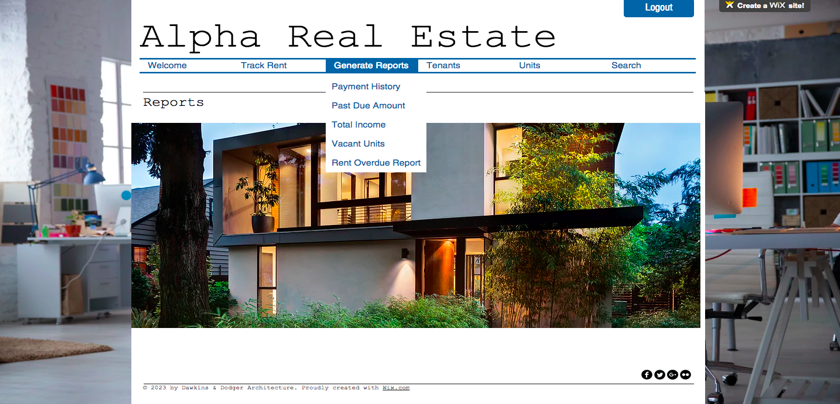 Logout
Create a WiX site!
Alpha Real Estate
Welcome
Track Rent
Generate Reports
Tenants
Units
Search
Payment History
Past Due Amount
Total Income
Vacant Units
Rent Overdue Report
Reports
© 2023 by Dawkins & Dodger Architecture. Proudly created with Wix.com